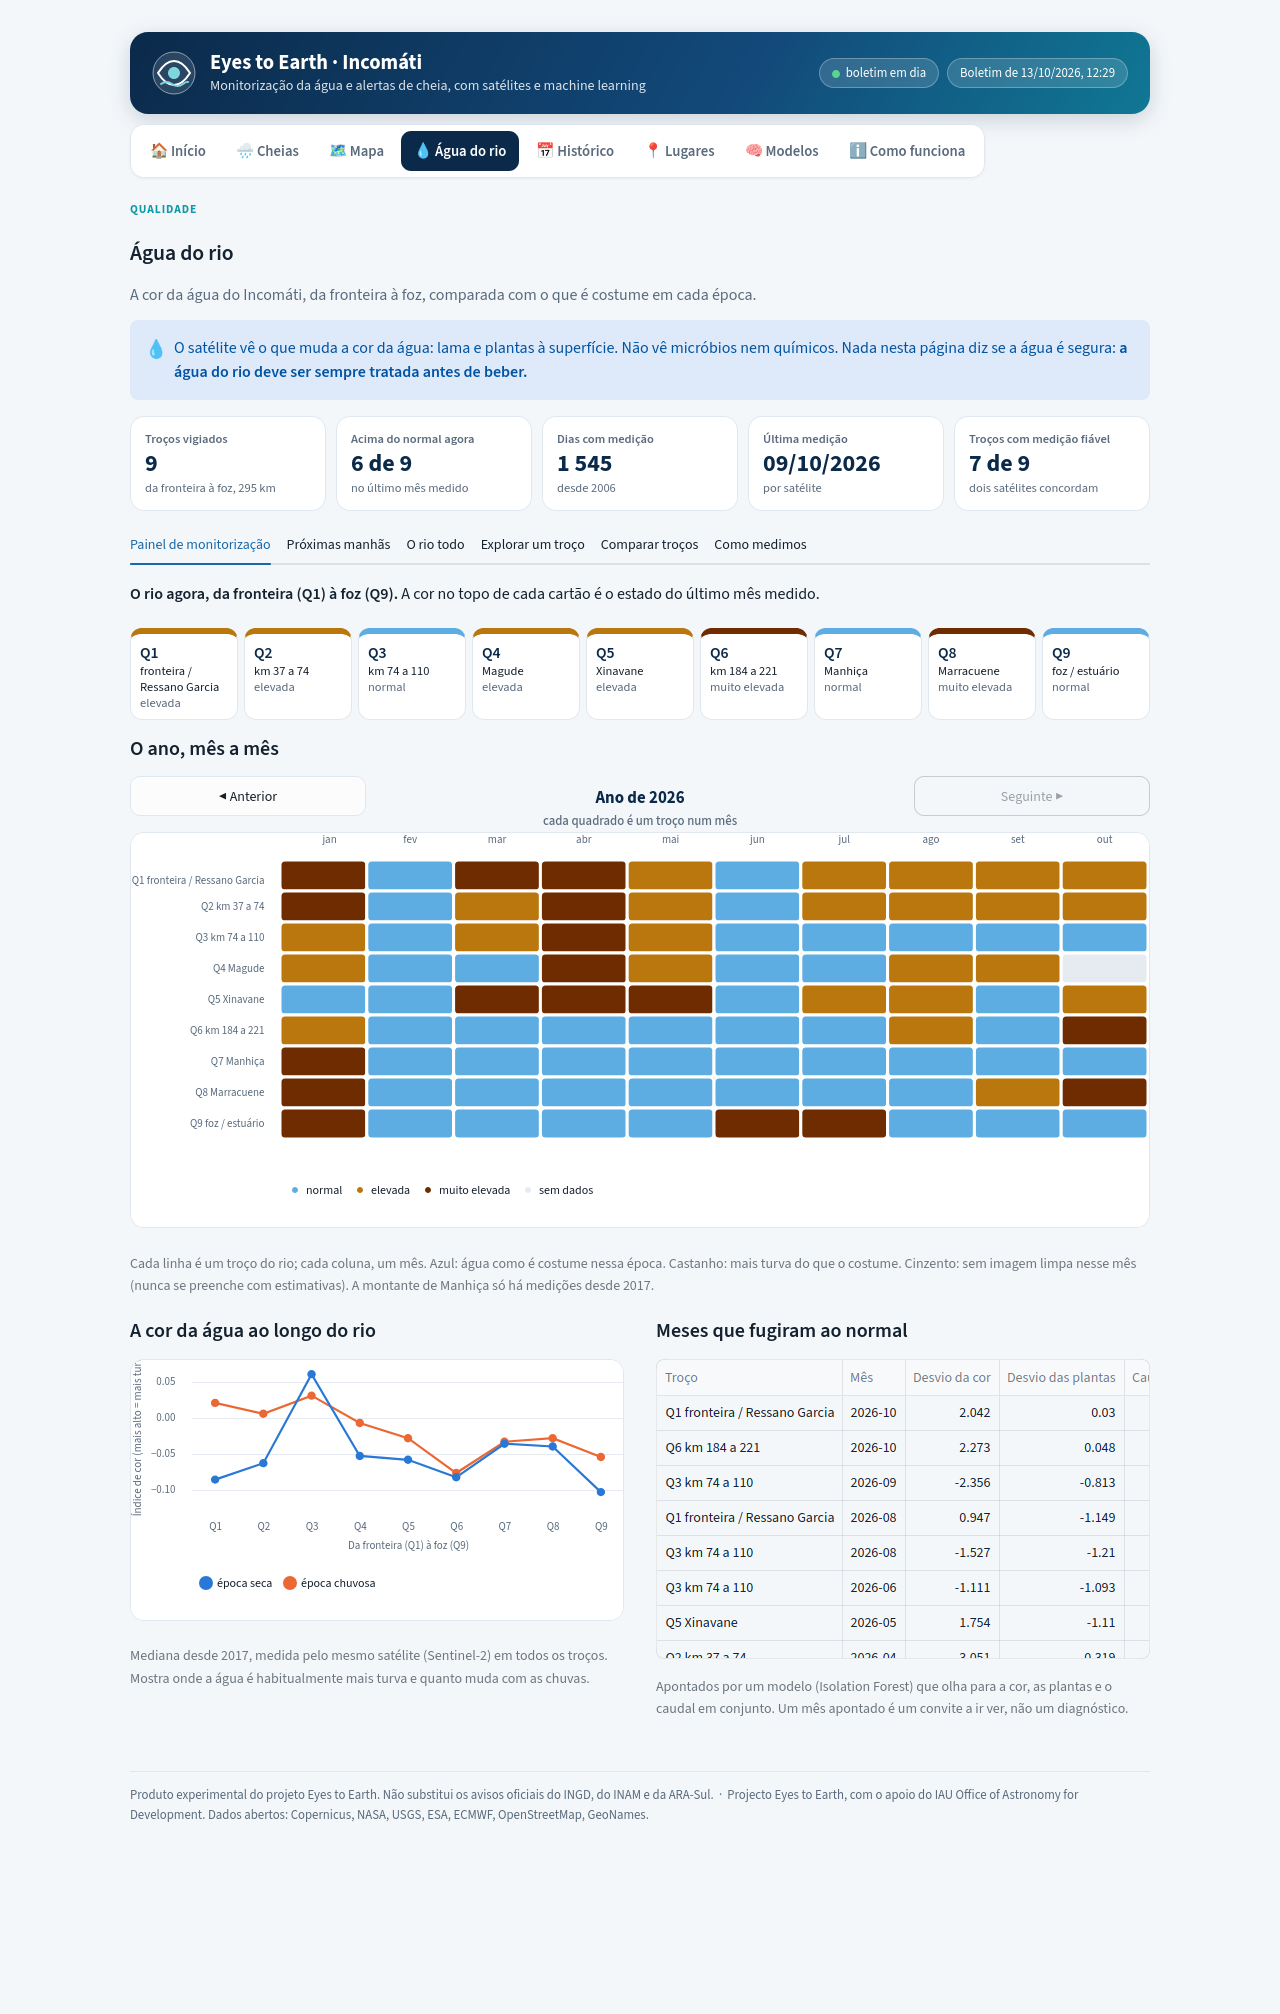 Eyes to Earth · Incomáti
Monitorização da água e alertas de cheia, com satélites e machine learning
boletim em dia
Boletim de 13/10/2026, 12:29
Início
Cheias
Mapa
Água do rio
Histórico
Lugares
Modelos
Como funciona
QUALIDADE
Água do rio
A cor da água do Incomáti, da fronteira à foz, comparada com o que é costume em cada época.
O satélite vê o que muda a cor da água: lama e plantas à superfície. Não vê micróbios nem químicos. Nada nesta página diz se a água é segura: a
água do rio deve ser sempre tratada antes de beber.
Troços vigiados
9
da fronteira à foz, 295 km
Acima do normal agora
6 de 9
no último mês medido
Dias com medição
1 545
desde 2006
Última medição
09/10/2026
por satélite
Troços com medição fiável
7 de 9
dois satélites concordam
Painel de monitorização
Próximas manhãs
O rio todo
Explorar um troço
Comparar troços
Como medimos
O rio agora, da fronteira (Q1) à foz (Q9). A cor no topo de cada cartão é o estado do último mês medido.
Q1
fronteira /
Ressano Garcia
elevada
Q2
km 37 a 74
elevada
Q3
km 74 a 110
normal
Q4
Magude
elevada
Q5
Xinavane
elevada
Q6
km 184 a 221
muito elevada
Q7
Manhiça
normal
Q8
Marracuene
muito elevada
Q9
foz / estuário
normal
O ano, mês a mês
◂ Anterior
Ano de 2026
cada quadrado é um troço num mês
Seguinte ▸
jan fev mar abr mai jun jul ago set out
Q1 fronteira / Ressano Garcia
Q2 km 37 a 74
Q3 km 74 a 110
Q4 Magude
Q5 Xinavane
Q6 km 184 a 221
Q7 Manhiça
Q8 Marracuene
Q9 foz / estuário
normal elevada muito elevada sem dados
Cada linha é um troço do rio; cada coluna, um mês. Azul: água como é costume nessa época. Castanho: mais turva do que o costume. Cinzento: sem imagem limpa nesse mês
(nunca se preenche com estimativas). A montante de Manhiça só há medições desde 2017.
A cor da água ao longo do rio
Índice de cor (mais alto = mais tur
0.05
0.00
−0.05
−0.10
Q1 Q2 Q3 Q4 Q5 Q6 Q7 Q8 Q9
Da fronteira (Q1) à foz (Q9)
época seca época chuvosa
Mediana desde 2017, medida pelo mesmo satélite (Sentinel-2) em todos os troços.
Mostra onde a água é habitualmente mais turva e quanto muda com as chuvas.
Meses que fugiram ao normal
Troço Mês Desvio da cor Desvio das plantas Cau
Q1 fronteira / Ressano Garcia 2026-10 2.042 0.03
Q6 km 184 a 221 2026-10 2.273 0.048
Q3 km 74 a 110 2026-09 -2.356 -0.813
Q1 fronteira / Ressano Garcia 2026-08 0.947 -1.149
Q3 km 74 a 110 2026-08 -1.527 -1.21
Q3 km 74 a 110 2026-06 -1.111 -1.093
Q5 Xinavane 2026-05 1.754 -1.11
Q2 km 37 a 74 2026-04 3.051 0.319
Apontados por um modelo (Isolation Forest) que olha para a cor, as plantas e o
caudal em conjunto. Um mês apontado é um convite a ir ver, não um diagnóstico.
Produto experimental do projeto Eyes to Earth. Não substitui os avisos oficiais do INGD, do INAM e da ARA-Sul. · Projecto Eyes to Earth, com o apoio do IAU Office of Astronomy for
Development. Dados abertos: Copernicus, NASA, USGS, ESA, ECMWF, OpenStreetMap, GeoNames.